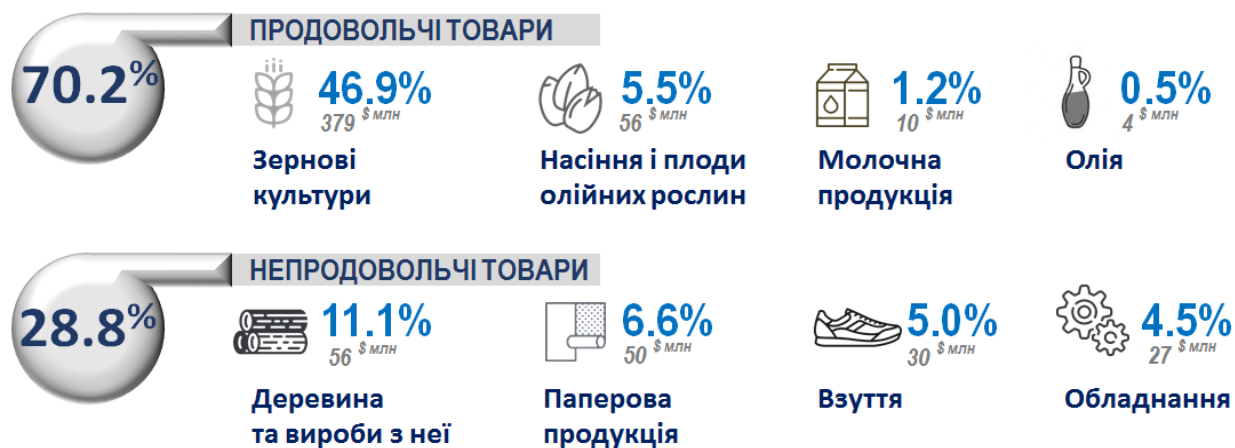 ПРОДОВОЛЬЧІ ТОВАРИ
70.2%
46.9%
379 $ млн
Зернові
культури
5.5%
56 $ млн
Насіння і плоди
олійних рослин
1.2%
10 $ млн
Молочна
продукція
0.5%
4 $ млн
Олія
НЕПРОДОВОЛЬЧІ ТОВАРИ
28.8%
11.1%
56 $ млн
Деревина
та вироби з неї
6.6%
50 $ млн
Паперова
продукція
5.0%
30 $ млн
Взуття
4.5%
27 $ млн
Обладнання